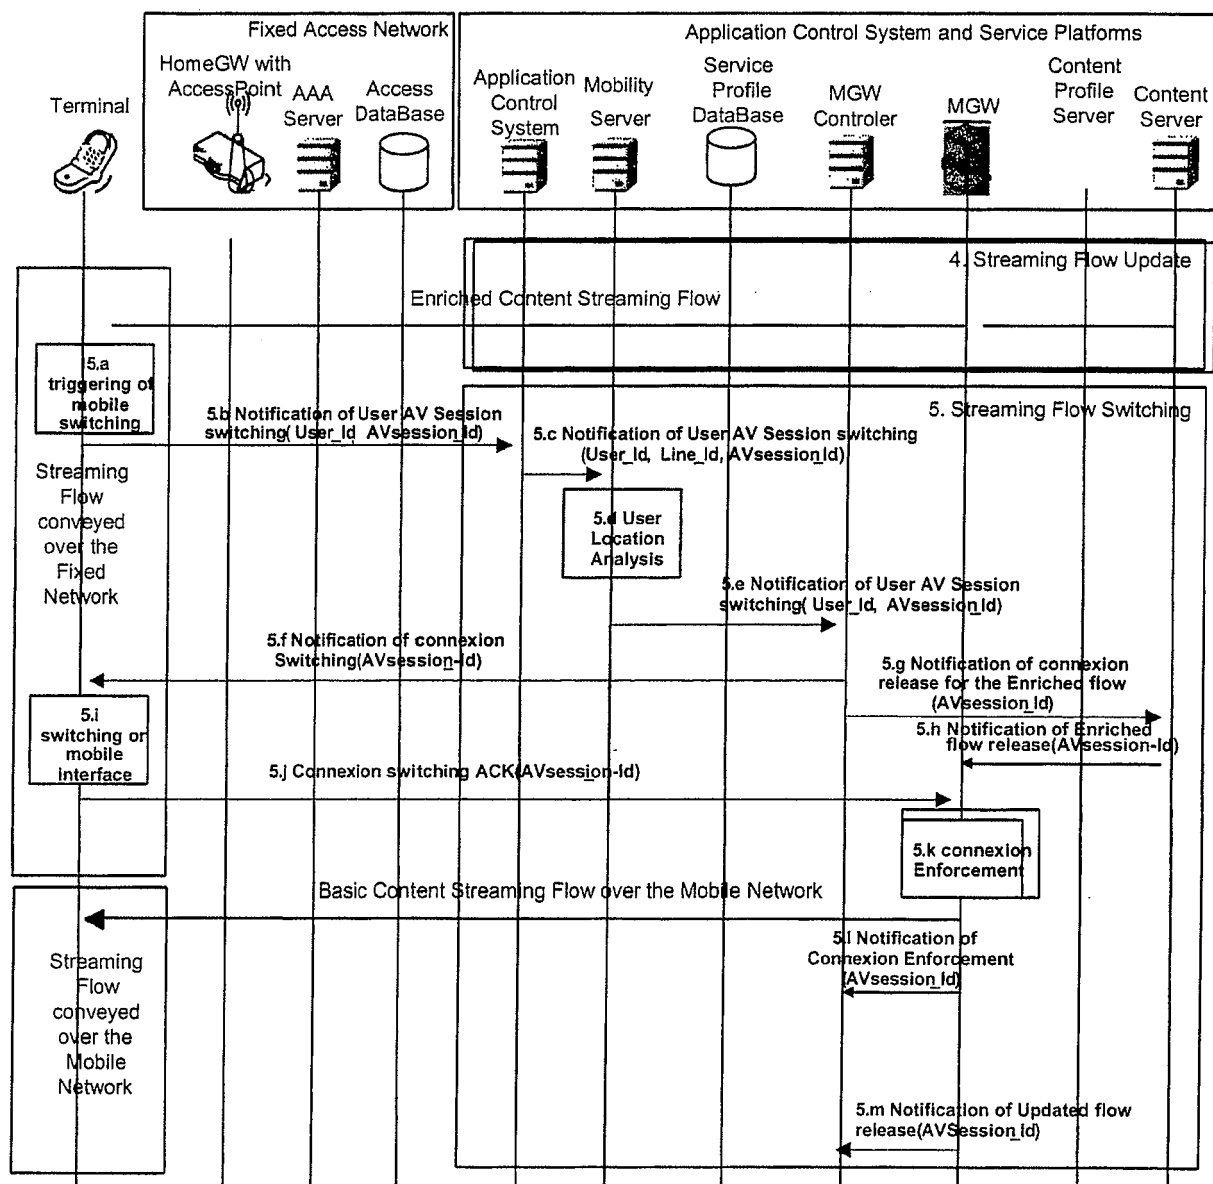 Fixed Access Network
Application Control System and Service Platforms
Terminal
HomeGW with
AccessPoint
AAA
Server
Access
DataBase
Application
Control
System
Mobility
Server
Service
Profile
DataBase
MGW
Controler
MGW
Content
Profile
Server
Content
Server
4. Streaming Flow Update
Enriched Content Streaming Flow
5.a
triggering of
mobile
switching
5. Streaming Flow Switching
5.b Notification of User AV Session
switching( User_Id, AVsession_Id)
5.c Notification of User AV Session switching
(User_Id, Line_Id, AVsession_Id)
Streaming
Flow
conveyed
over the
Fixed
Network
5.d User
Location
Analysis
5.e Notification of User AV Session
switching( User_Id, AVsession_Id)
5.f Notification of connexion
Switching(AVsession-Id)
5.g Notification of connexion
release for the Enriched flow
(AVsession_Id)
5.h Notification of Enriched
flow release(AVsession-Id)
5.i
switching or
mobile
interface
5.j Connexion switching ACK(AVsession-Id)
5.k connexion
Enforcement
Basic Content Streaming Flow over the Mobile Network
5.l Notification of
Connexion Enforcement
(AVsession_Id)
Streaming
Flow
conveyed
over the
Mobile
Network
5.m Notification of Updated flow
release(AVSession_Id)